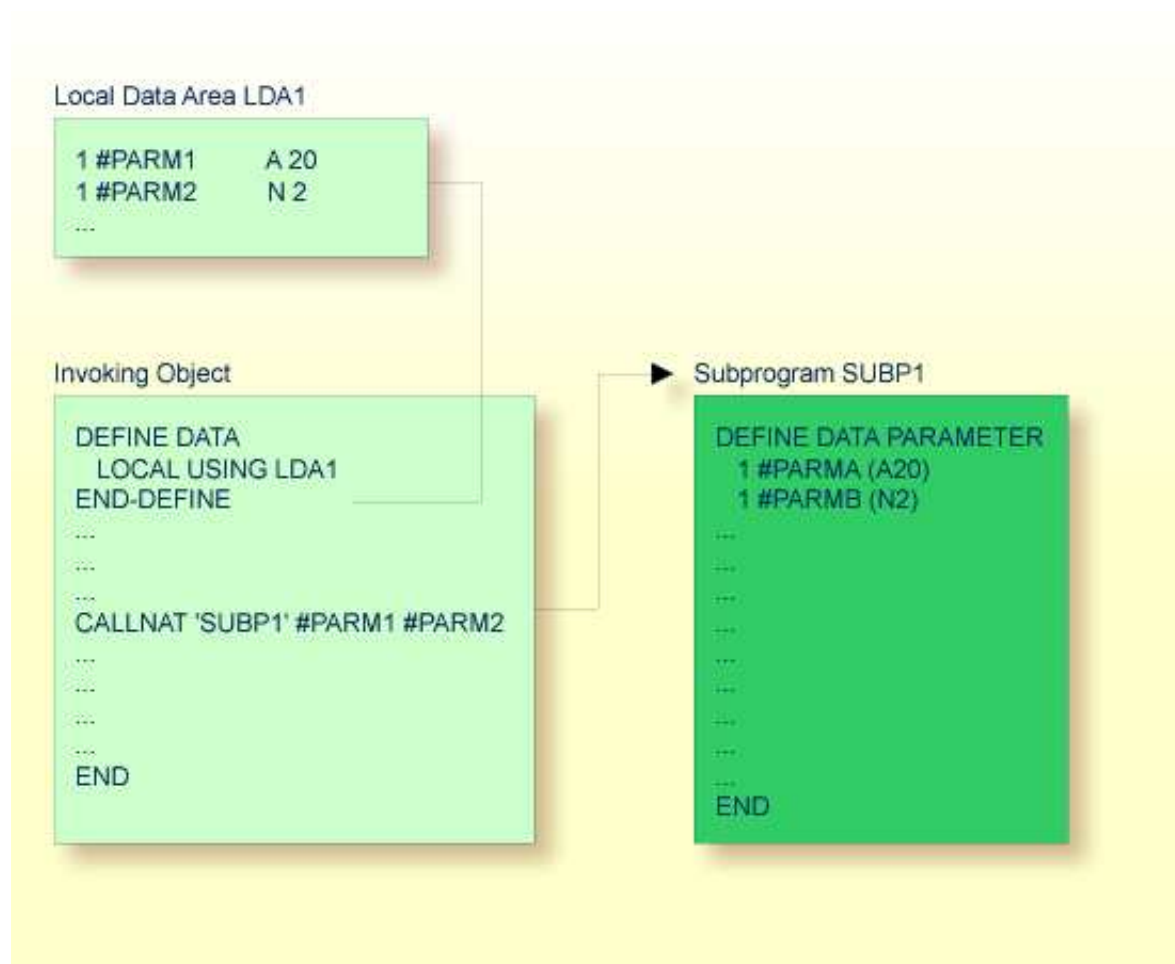 Local Data Area LDA1
1 #PARM1 A 20
1 #PARM2 N 2
...
Invoking Object
DEFINE DATA
LOCAL USING LDA1
END-DEFINE
...
...
...
CALLNAT 'SUBP1' #PARM1 #PARM2
...
...
...
...
END
Subprogram SUBP1
DEFINE DATA PARAMETER
1 #PARMA (A20)
1 #PARMB (N2)
...
...
...
...
...
...
...
...
...
END